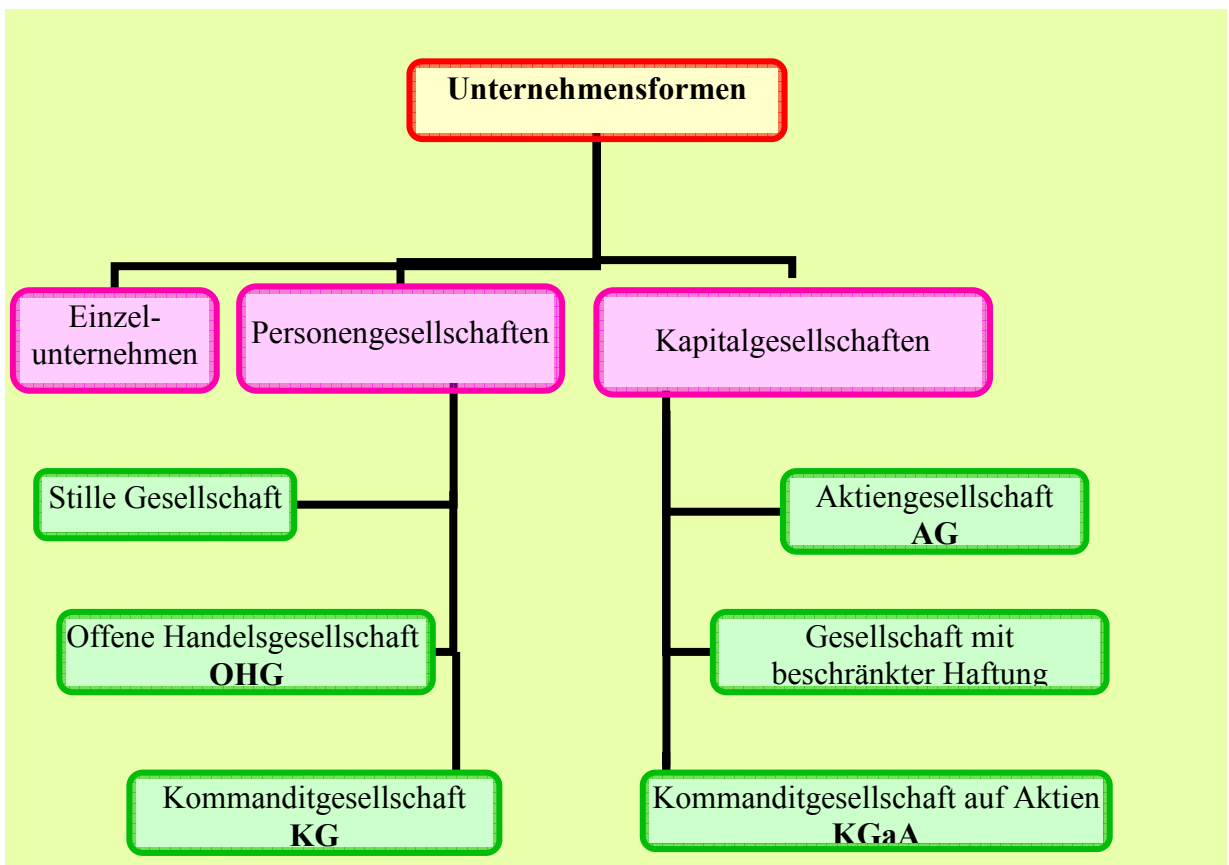 Unternehmensformen
Einzel-
unternehmen
Personengesellschaften
Kapitalgesellschaften
Stille Gesellschaft
Aktiengesellschaft
AG
Offene Handelsgesellschaft
OHG
Gesellschaft mit
beschränkter Haftung
Kommanditgesellschaft
KG
Kommanditgesellschaft auf Aktien
KGaA